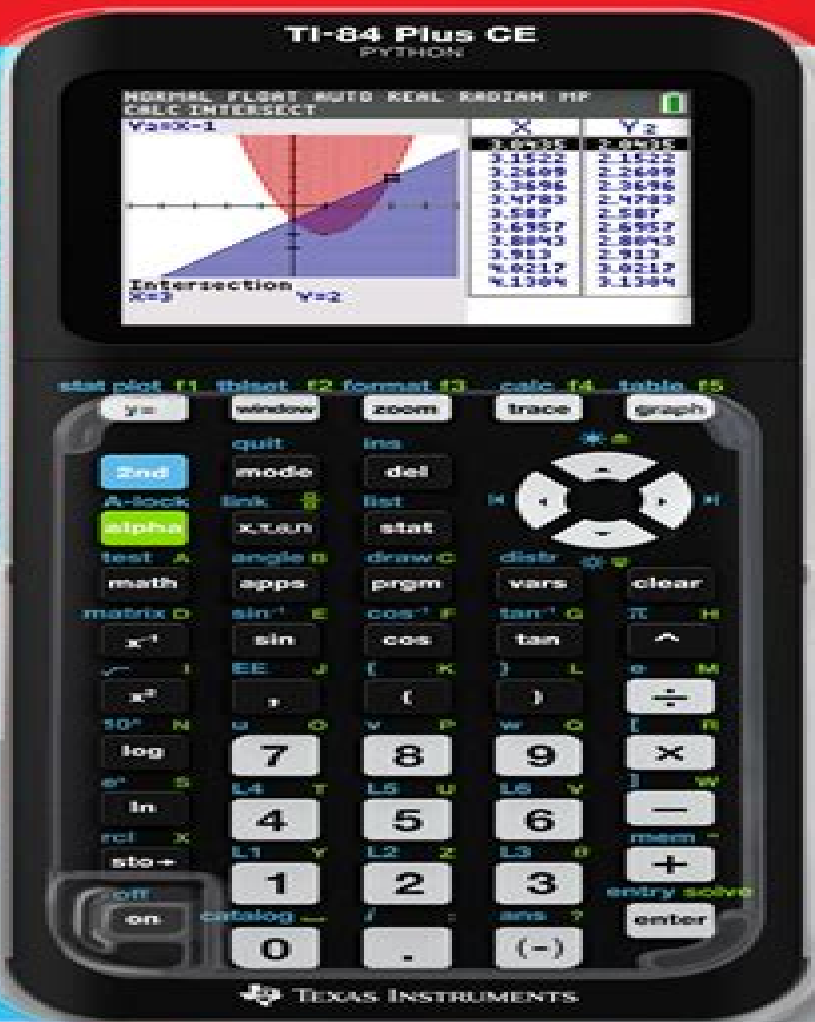 TI-84 Plus CE
PYTHON
NORMAL FLOAT AUTO REAL RADIAN MP
CALC INTERSECT
Y2=X-1
X Y2
3.0435 2.0435
3.1522 2.1522
3.2609 2.2609
3.3696 2.3696
3.4783 2.4783
3.587 2.587
3.6957 2.6957
3.8043 2.8043
3.913 2.913
4.0217 3.0217
4.1304 3.1304
Intersection
X=3 Y=2
stat plot f1 tblset f2 format f3 calc f4 table f5
y= window zoom trace graph
quit ins
2nd mode del
A-lock link list
alpha X,T,θ,n stat
test A angle B draw C distr
math apps prgm vars clear
matrix D sin⁻¹ E cos⁻¹ F tan⁻¹ G π H
x⁻¹ sin cos tan ^
√ I EE J { K } L e M
x² , ( ) ÷
10ˣ N u O v P w Q [ R
log 7 8 9 ×
eˣ S L4 T L5 U L6 V ] W
ln 4 5 6 −
rcl X L1 Y L2 Z L3 θ mem "
sto→ 1 2 3 +
off catalog ⎵ i : ans ? entry solve
on 0 . (-) enter
TEXAS INSTRUMENTS